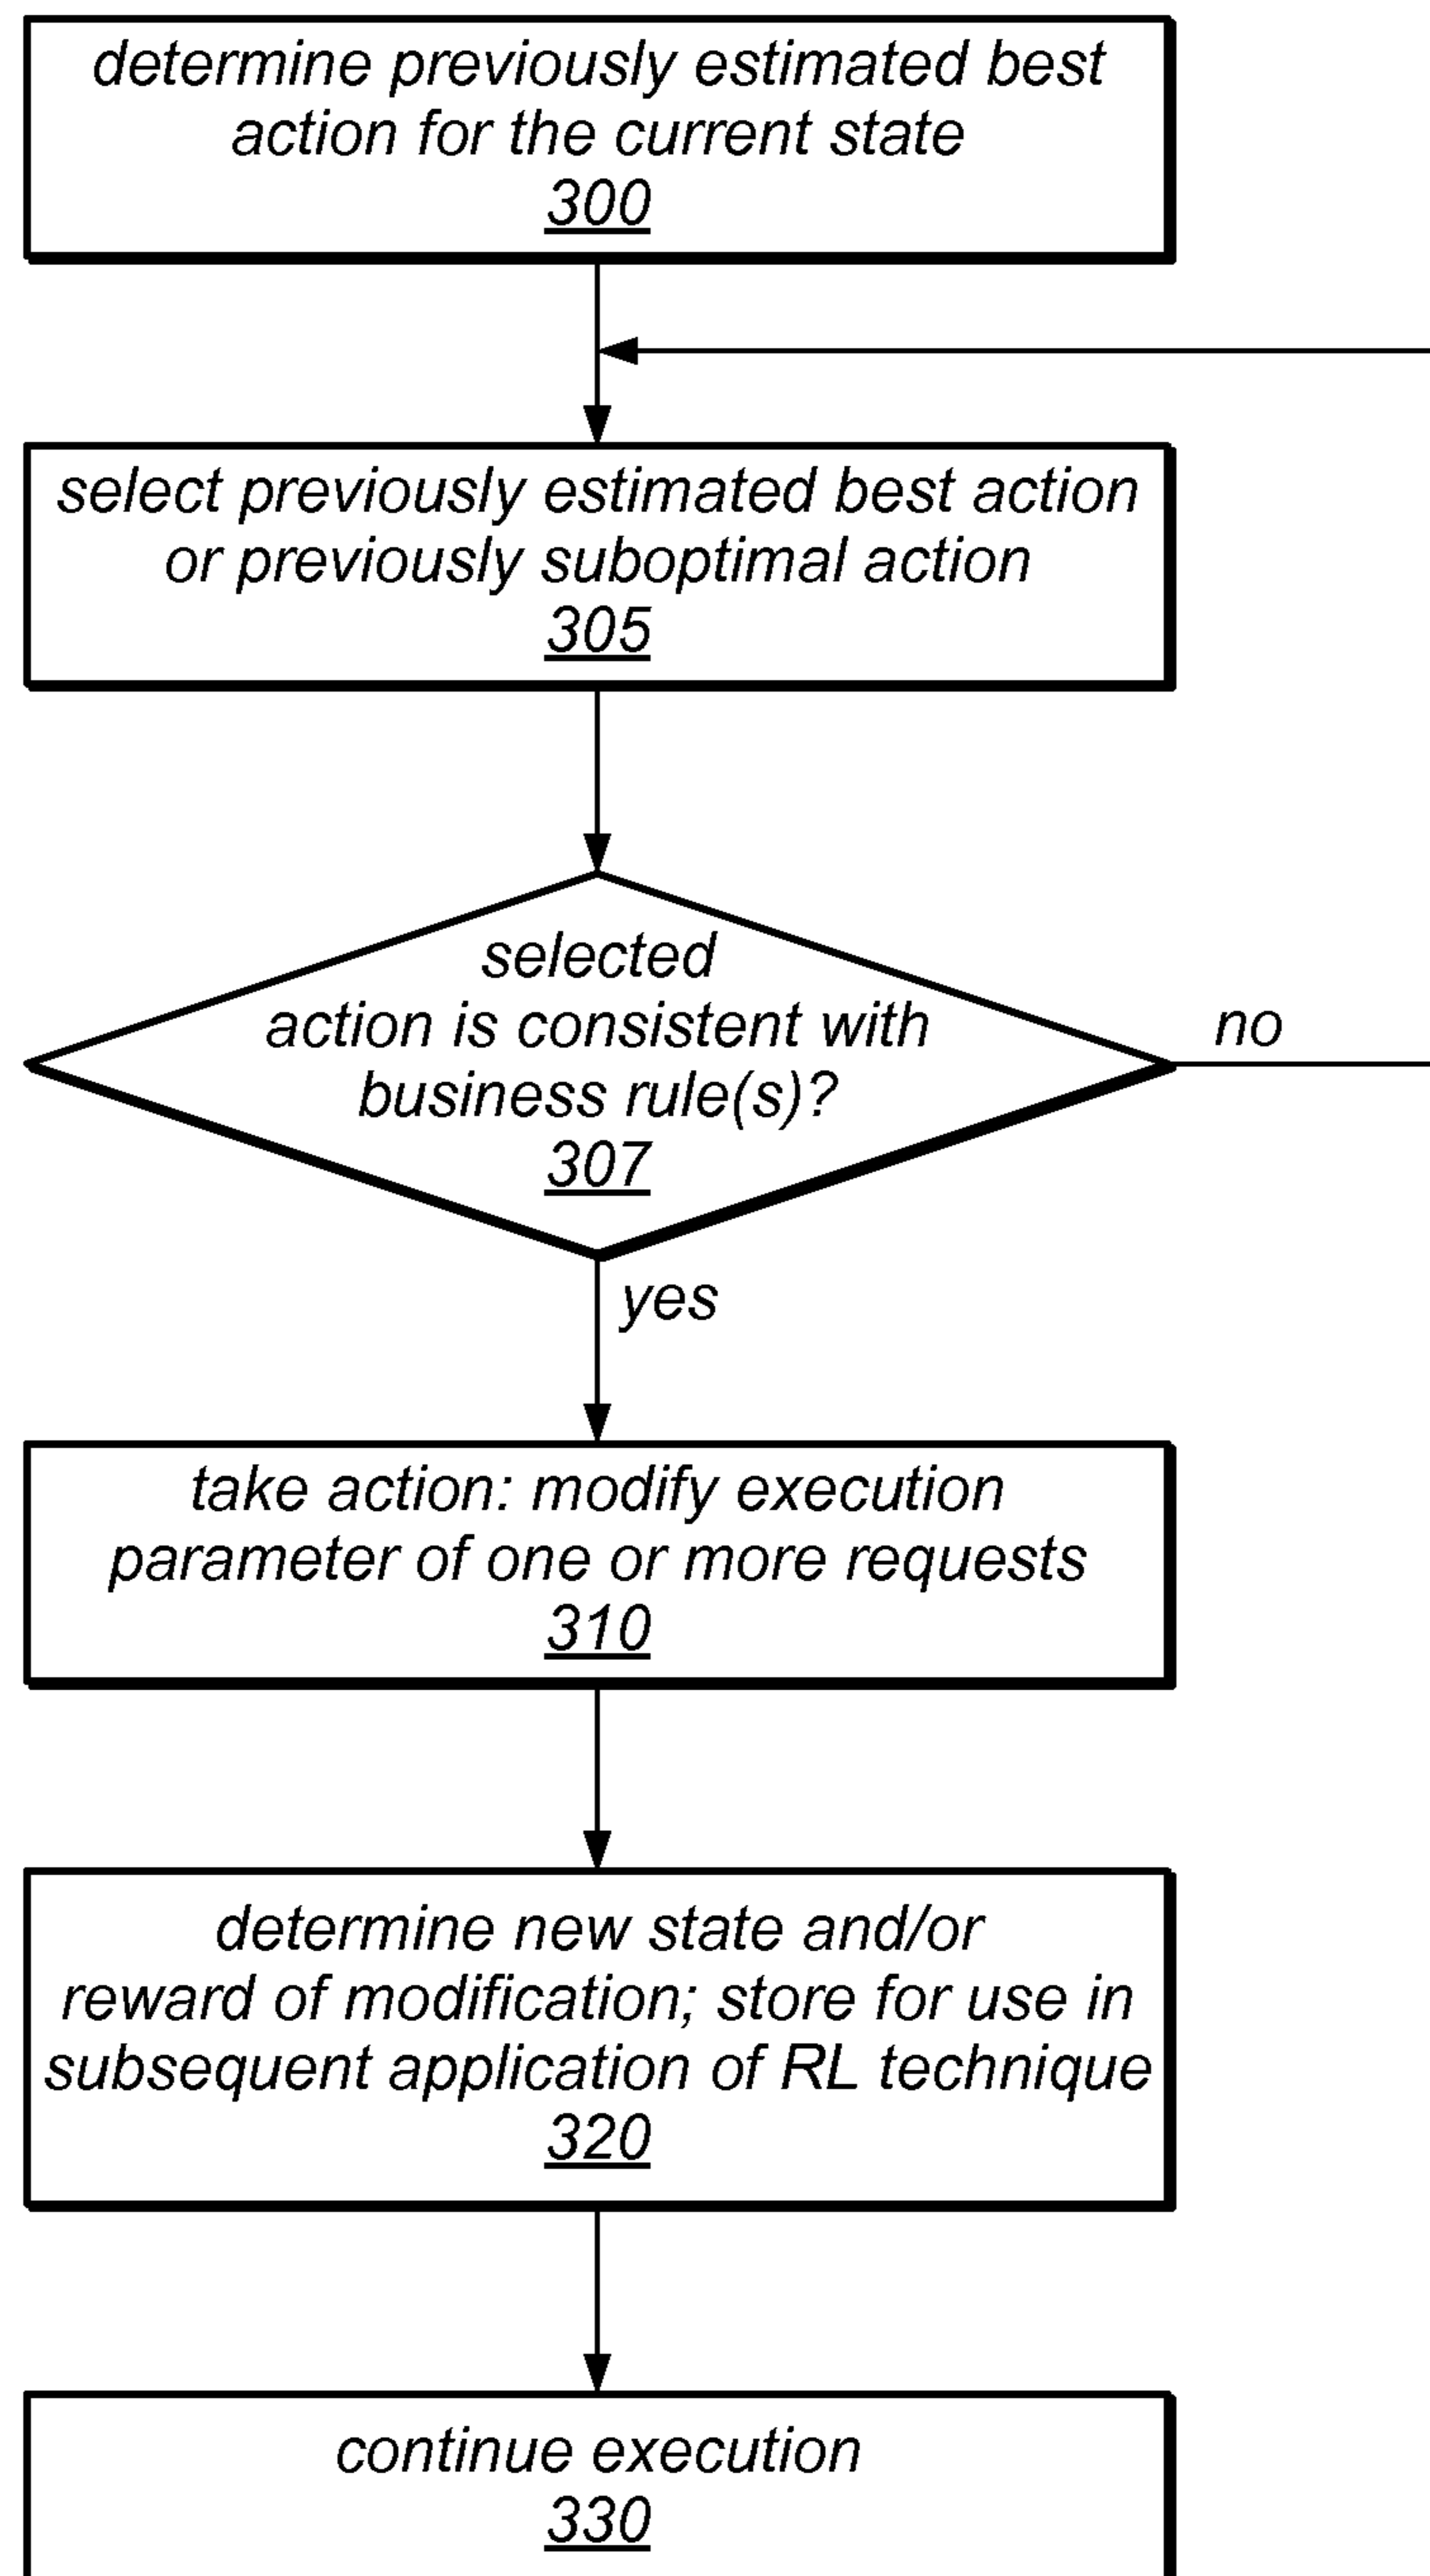 determine previously estimated best
action for the current state
300
select previously estimated best action
or previously suboptimal action
305
selected
action is consistent with
business rule(s)?
307
no
yes
take action: modify execution
parameter of one or more requests
310
determine new state and/or
reward of modification; store for use in
subsequent application of RL technique
320
continue execution
330